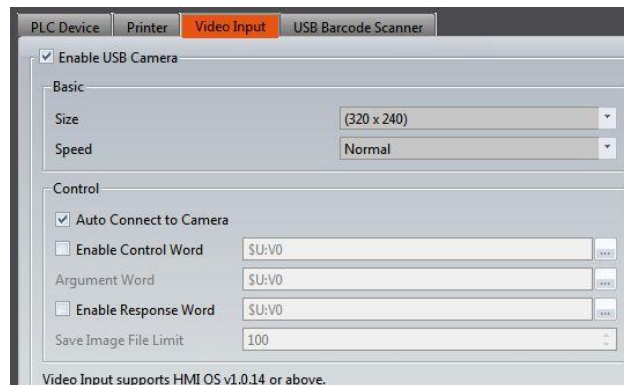 PLC Device Printer Video Input USB Barcode Scanner
Enable USB Camera
Basic
Size (320 x 240)
Speed Normal
Control
Auto Connect to Camera
Enable Control Word $U:V0 ...
Argument Word $U:V0 ...
Enable Response Word $U:V0 ...
Save Image File Limit 100
Video Input supports HMI OS v1.0.14 or above.